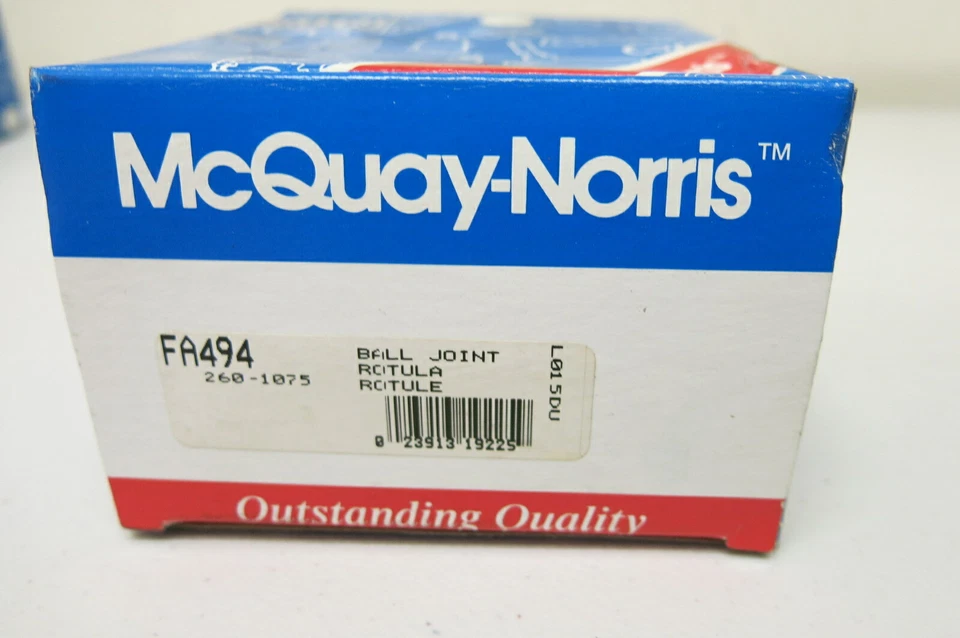 McQuay-Norris™
FA494
260-1075
BALL JOINT
ROTULA
ROTULE
L015DU
0 23913 19225
Outstanding Quality